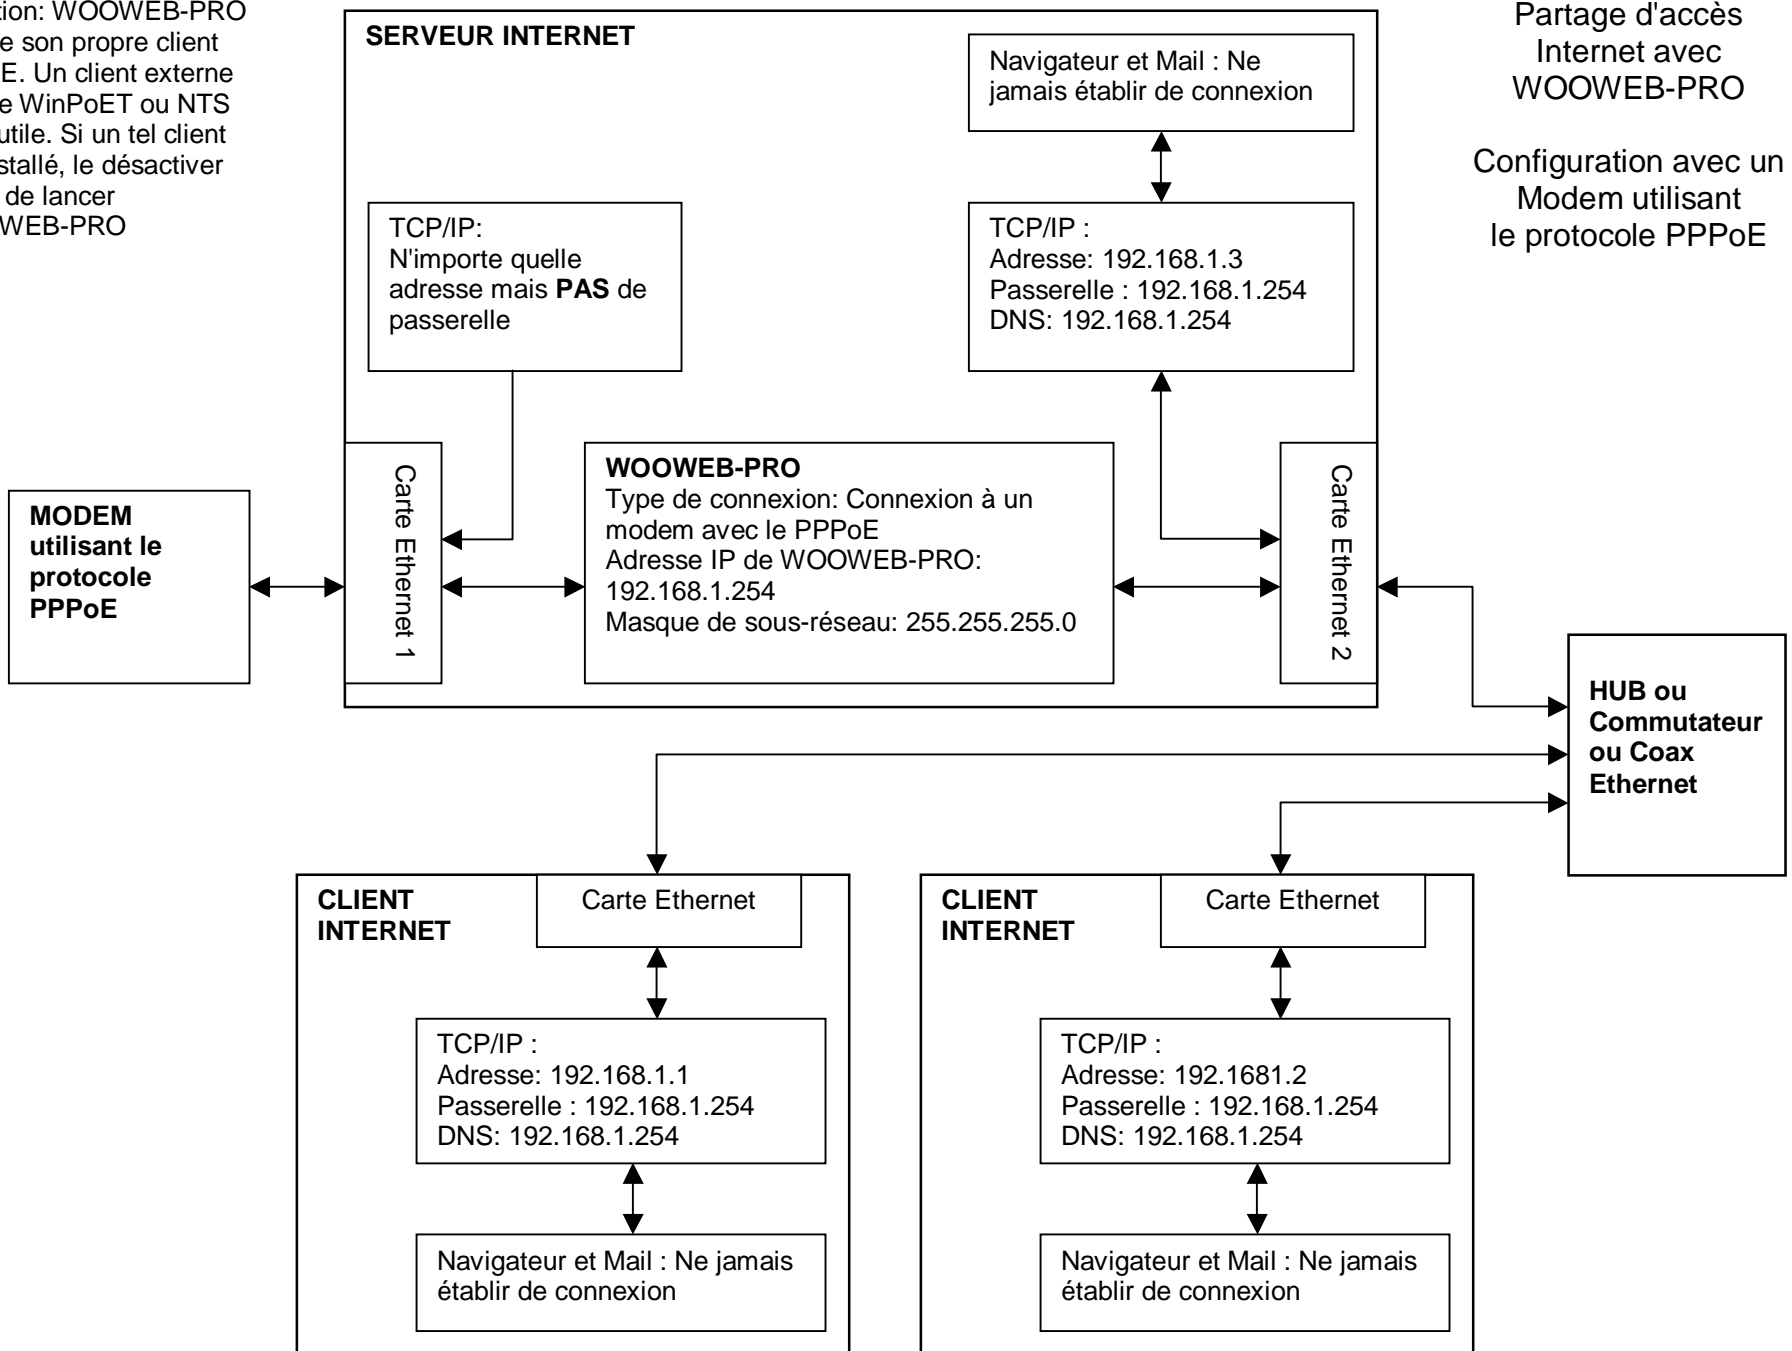 tion: WOOWEB-PRO
e son propre client
E. Un client externe
e WinPoET ou NTS
utile. Si un tel client
stallé, le désactiver
de lancer
WEB-PRO
SERVEUR INTERNET
Navigateur et Mail : Ne
jamais établir de connexion
Partage d'accès
Internet avec
WOOWEB-PRO
Configuration avec un
Modem utilisant
le protocole PPPoE
TCP/IP:
N'importe quelle
adresse mais PAS de
passerelle
TCP/IP :
Adresse: 192.168.1.3
Passerelle : 192.168.1.254
DNS: 192.168.1.254
MODEM
utilisant le
protocole
PPPoE
Carte Ethernet 1
WOOWEB-PRO
Type de connexion: Connexion à un
modem avec le PPPoE
Adresse IP de WOOWEB-PRO:
192.168.1.254
Masque de sous-réseau: 255.255.255.0
Carte Ethernet 2
HUB ou
Commutateur
ou Coax
Ethernet
CLIENT
INTERNET
Carte Ethernet
TCP/IP :
Adresse: 192.168.1.1
Passerelle : 192.168.1.254
DNS: 192.168.1.254
Navigateur et Mail : Ne jamais
établir de connexion
CLIENT
INTERNET
Carte Ethernet
TCP/IP :
Adresse: 192.1681.2
Passerelle : 192.168.1.254
DNS: 192.168.1.254
Navigateur et Mail : Ne jamais
établir de connexion